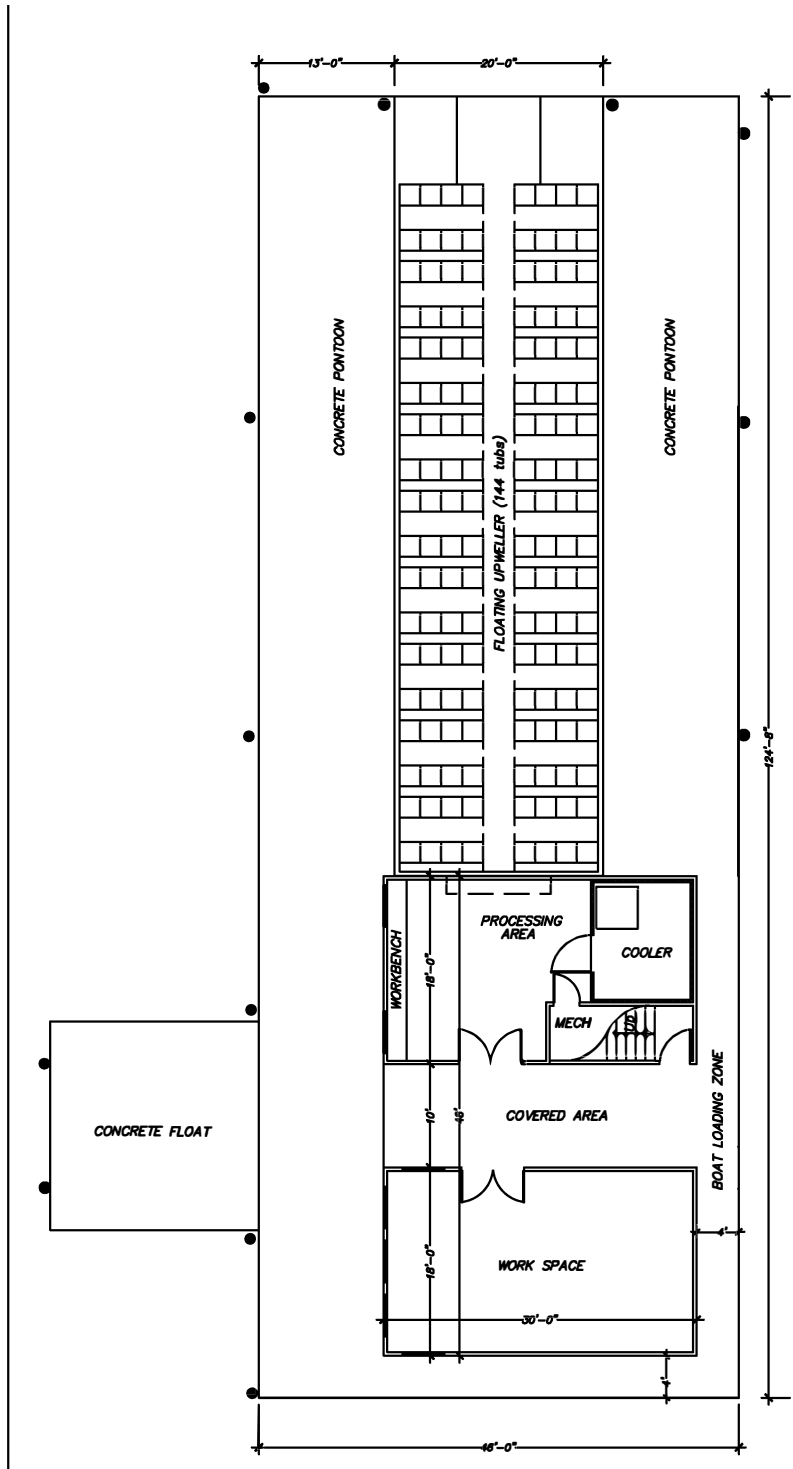 13'-0"
20'-0"
CONCRETE PONTOON
CONCRETE PONTOON
FLOATING UPWELLER (144 tubs)
124'-8"
PROCESSING
AREA
COOLER
WORKBENCH
18'-0"
MECH
UP
BOAT LOADING ZONE
CONCRETE FLOAT
10'
46'
COVERED AREA
4'
18'-0"
WORK SPACE
30'-0"
4'
46'-0"